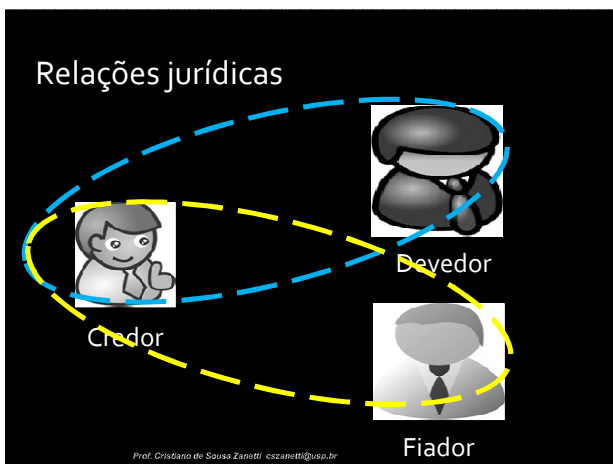 Relações jurídicas
Devedor
Credor
Fiador
Prof. Cristiano de Sousa Zanetti cszanetti@usp.br